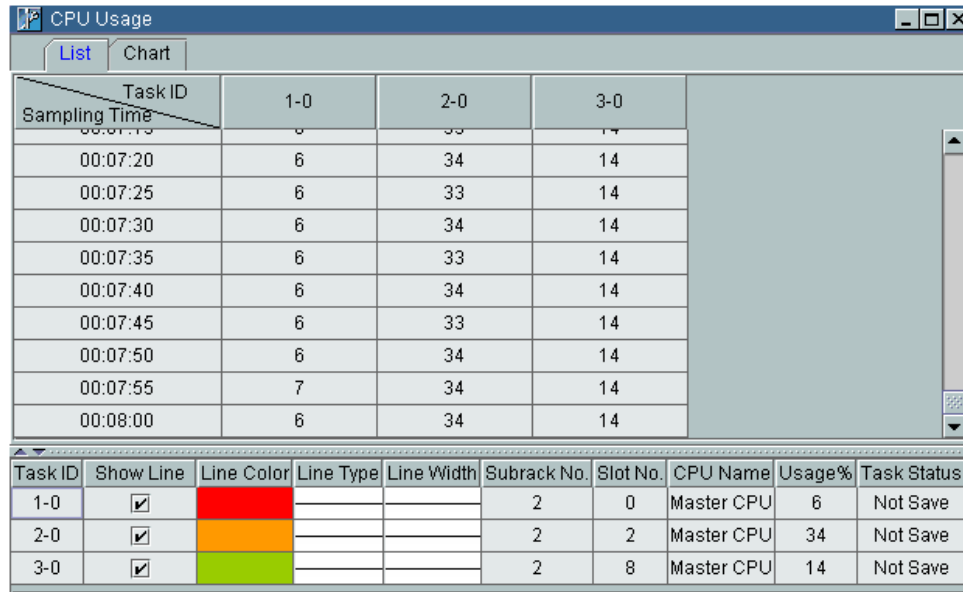 CPU Usage
List Chart
Task ID
Sampling Time
1-0 2-0 3-0
00:07:20 6 34 14
00:07:25 6 33 14
00:07:30 6 34 14
00:07:35 6 33 14
00:07:40 6 34 14
00:07:45 6 33 14
00:07:50 6 34 14
00:07:55 7 34 14
00:08:00 6 34 14
Task ID Show Line Line Color Line Type Line Width Subrack No. Slot No. CPU Name Usage% Task Status
1-0 2 0 Master CPU 6 Not Save
2-0 2 2 Master CPU 34 Not Save
3-0 2 8 Master CPU 14 Not Save